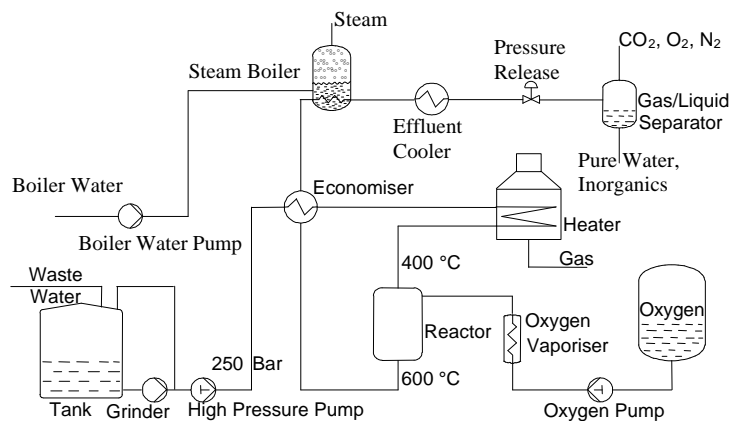 Steam
CO₂, O₂, N₂
Pressure
Release
Steam Boiler
Gas/Liquid
Separator
Effluent
Cooler
Pure Water,
Inorganics
Boiler Water
Economiser
Boiler Water Pump
Heater
Gas
400 °C
Waste
Water
Oxygen
Reactor
Oxygen
Vaporiser
250 Bar
600 °C
Tank
Grinder
High Pressure Pump
Oxygen Pump